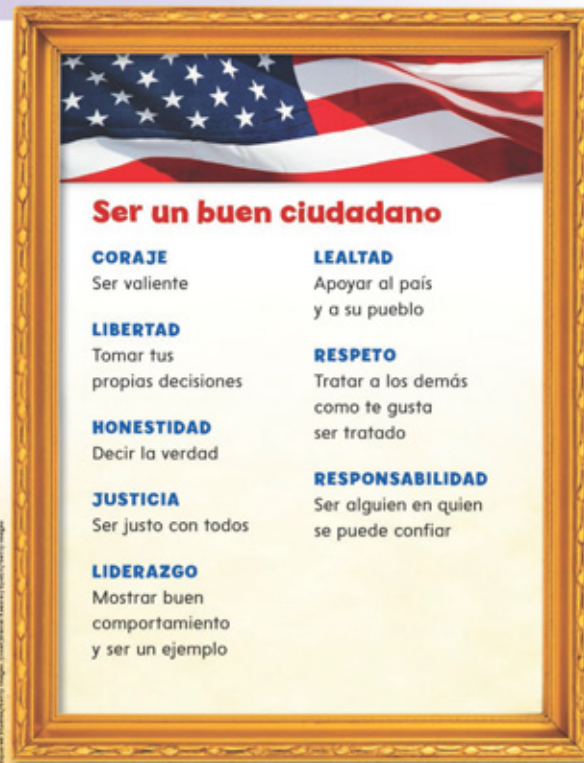 Ser un buen ciudadano
CORAJE
Ser valiente
LIBERTAD
Tomar tus
propias decisiones
HONESTIDAD
Decir la verdad
JUSTICIA
Ser justo con todos
LIDERAZGO
Mostrar buen
comportamiento
y ser un ejemplo
LEALTAD
Apoyar al país
y a su pueblo
RESPETO
Tratar a los demás
como te gusta
ser tratado
RESPONSABILIDAD
Ser alguien en quien
se puede confiar